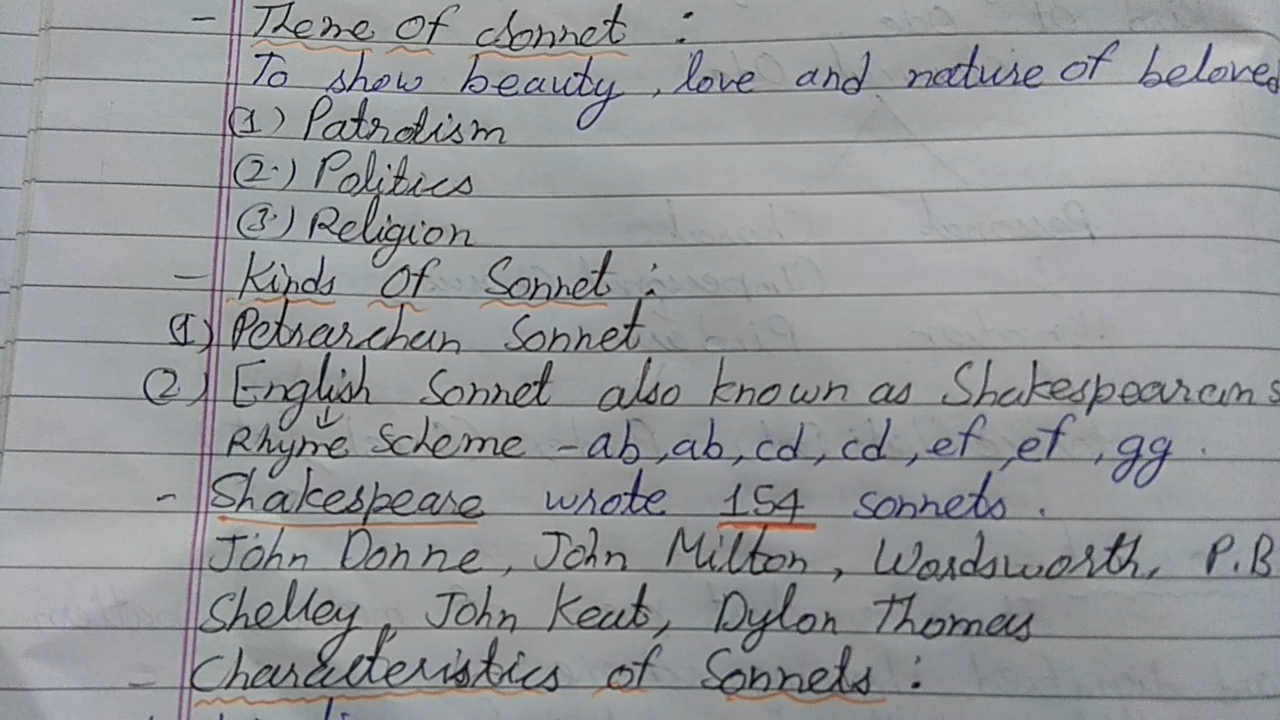 - Theme Of Sonnet :
To show beauty, love and nature of beloved
(1) Patrotism
(2.) Politics
(3.) Religion
- Kinds Of Sonnet :
(1) Petrarchan Sonnet
(2) English Sonnet also known as Shakespearean S
Rhyme Scheme - ab, ab, cd, cd, ef, ef, gg.
- Shakespeare wrote 154 sonnets.
John Donne, John Milton, Wordsworth, P.B
Shelley, John Keat, Dylon Thomas
- Characteristics of Sonnets :